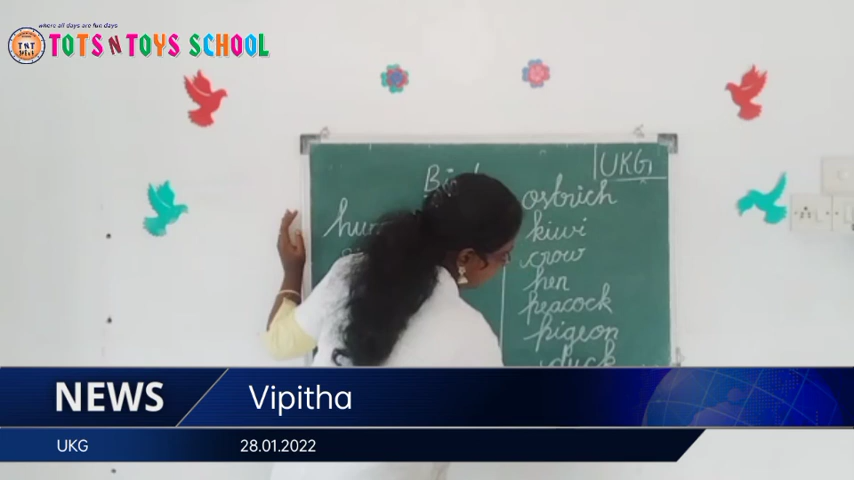 where all days are fun days
TNT
TOTS N TOYS SCHOOL
UKG
ostrich
kiwi
crow
hen
peacock
pigeon
duck
NEWS Vipitha
UKG 28.01.2022